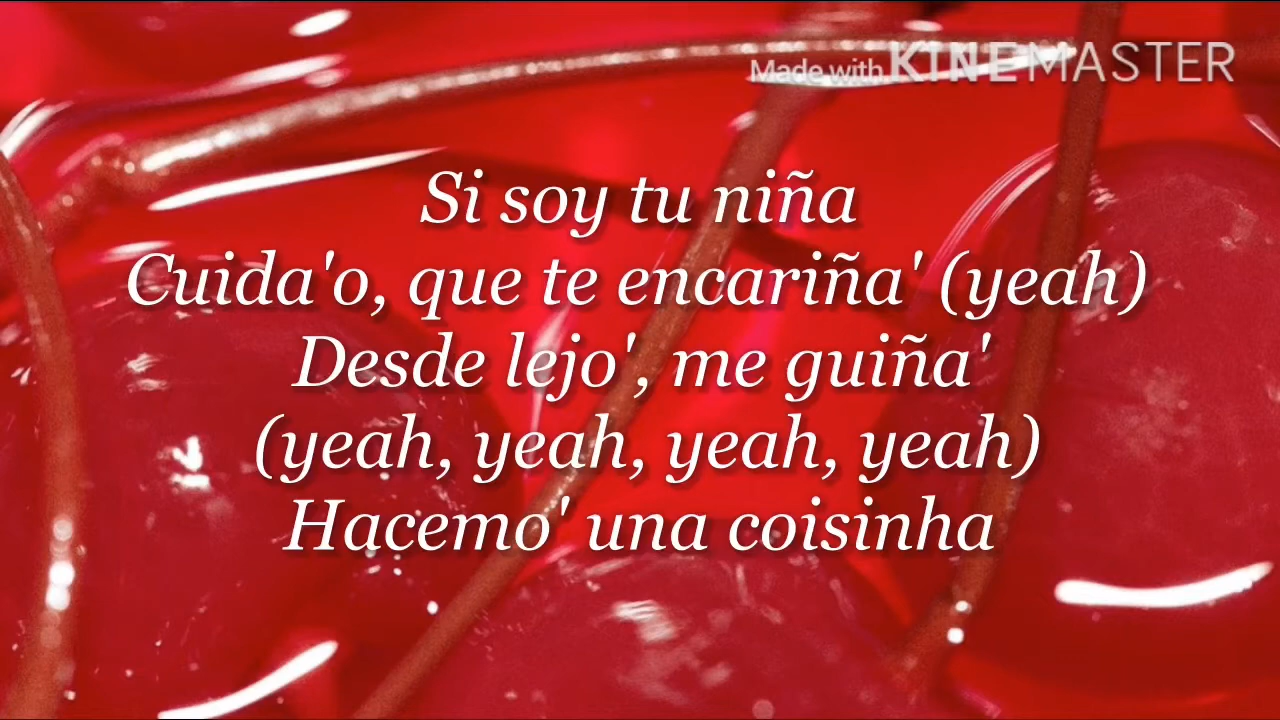 Made with KINEMASTER
Si soy tu niña
Cuida'o, que te encariña' (yeah)
Desde lejo', me guiña'
(yeah, yeah, yeah, yeah)
Hacemo' una coisinha